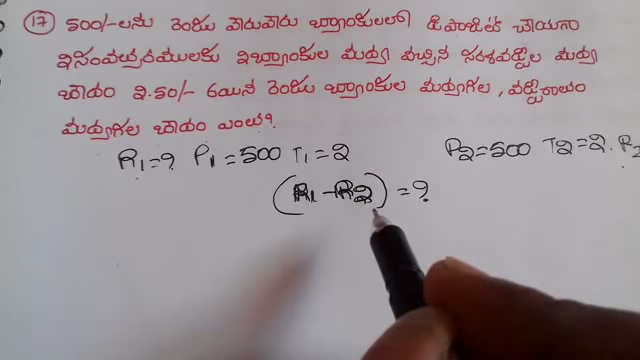 (17) 500/-లను రెండు వేరువేరు బ్యాంకులలో డిపాజిట్ చేయగా
2సంవత్సరములకు 2బ్యాంకుల మధ్య వచ్చిన సరళవడ్డీల మధ్య
బేధం 2.50/- అయిన రెండు బ్యాంకుల మధ్యగల, వడ్డీరేటుల
మధ్యగల బేధం ఎంత?
R1=? P1=500 T1=2 P2=500 T2=2. R2
(R1-R2) = ?